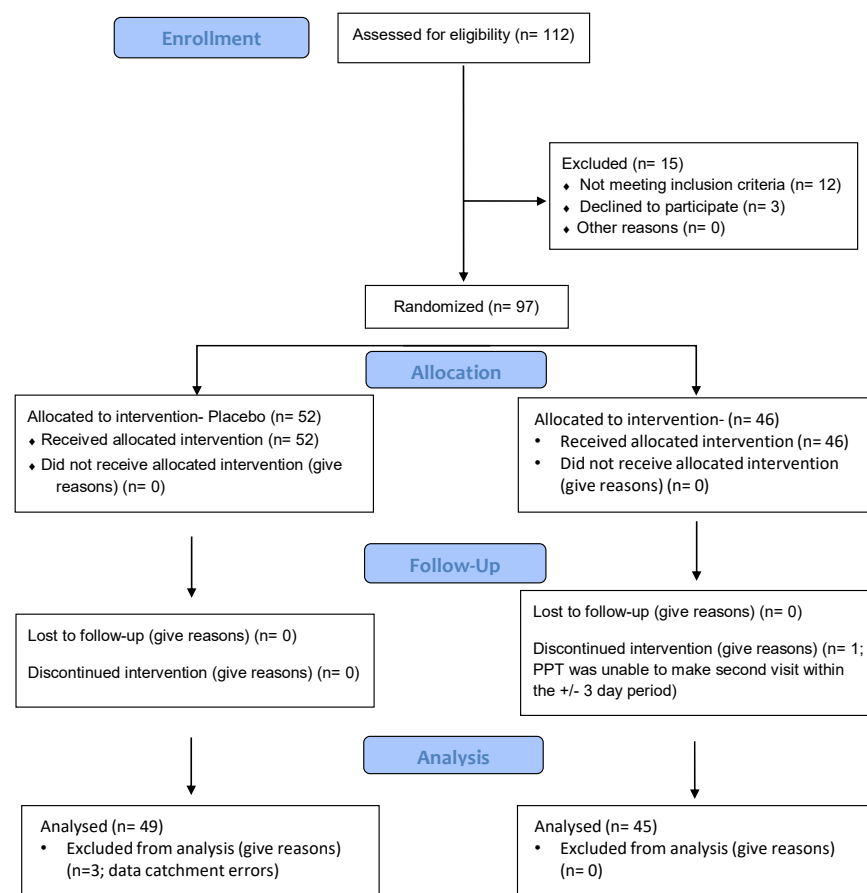 Enrollment
Assessed for eligibility (n= 112)
Excluded (n= 15)
♦ Not meeting inclusion criteria (n= 12)
♦ Declined to participate (n= 3)
♦ Other reasons (n= 0)
Randomized (n= 97)
Allocation
Allocated to intervention- Placebo (n= 52)
♦ Received allocated intervention (n= 52)
♦ Did not receive allocated intervention (give
reasons) (n= 0)
Allocated to intervention- (n= 46)
• Received allocated intervention (n= 46)
• Did not receive allocated intervention
(give reasons) (n= 0)
Follow-Up
Lost to follow-up (give reasons) (n= 0)
Discontinued intervention (give reasons) (n= 0)
Lost to follow-up (give reasons) (n= 0)
Discontinued intervention (give reasons) (n= 1;
PPT was unable to make second visit within
the +/- 3 day period)
Analysis
Analysed (n= 49)
• Excluded from analysis (give reasons)
(n=3; data catchment errors)
Analysed (n= 45)
• Excluded from analysis (give reasons)
(n= 0)